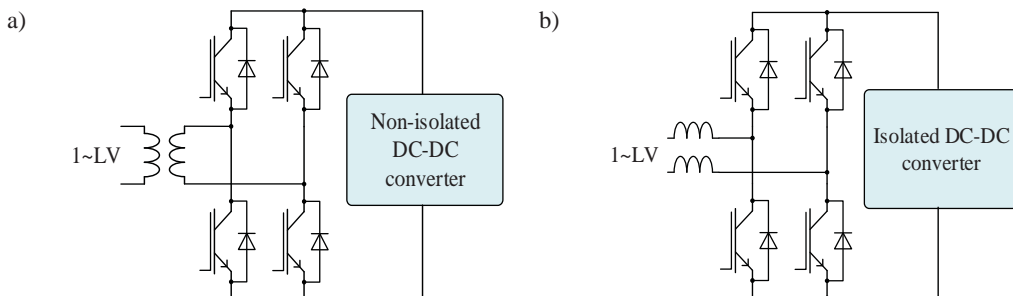 a)
1~LV
Non-isolated
DC-DC
converter
b)
1~LV
Isolated DC-DC
converter